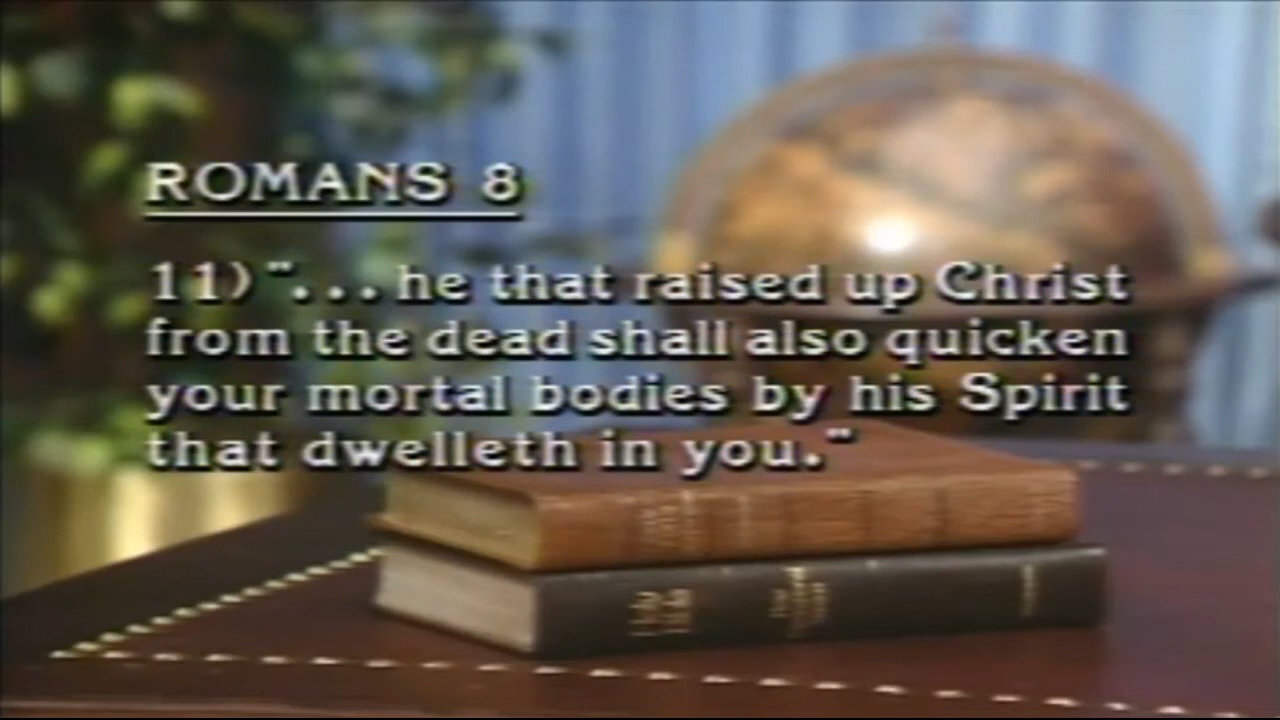 ROMANS 8
11) "... he that raised up Christ
from the dead shall also quicken
your mortal bodies by his Spirit
that dwelleth in you."